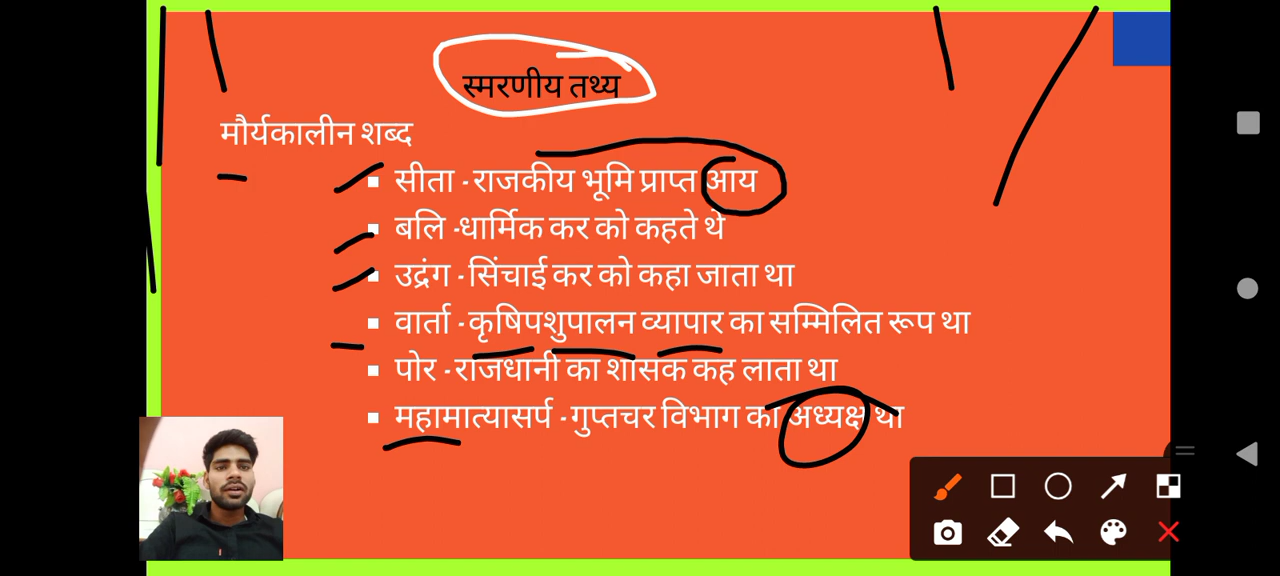 स्मरणीय तथ्य
मौर्यकालीन शब्द
▪ सीता - राजकीय भूमि प्राप्त आय
▪ बलि -धार्मिक कर को कहते थे
▪ उद्रंग - सिंचाई कर को कहा जाता था
▪ वार्ता - कृषिपशुपालन व्यापार का सम्मिलित रूप था
▪ पोर - राजधानी का शासक कह लाता था
▪ महामात्यासर्प - गुप्तचर विभाग का अध्यक्ष था